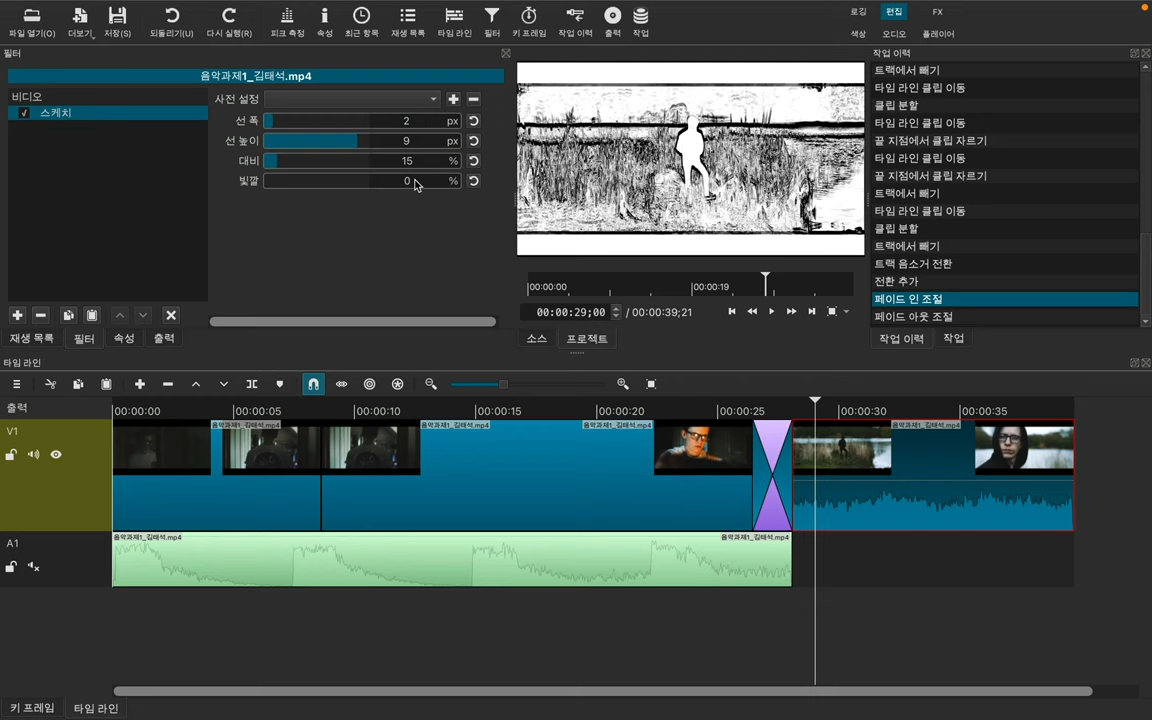 파일 열기(O) 더보기 저장(S) 되돌리기(U) 다시 실행(R) 피크 측정 속성 최근 항목 재생 목록 타임 라인 필터 키 프레임 작업 이력 출력 작업
로깅 편집 FX
색상 오디오 플레이어
필터
음악과제1_김태석.mp4
비디오
스케치
사전 설정
선 폭 2 px
선 높이 9 px
대비 15 %
빛깔 0 %
재생 목록 필터 속성 출력
00:00:00 00:00:19
00:00:29;00 / 00:00:39;21
소스 프로젝트
작업 이력
트랙에서 빼기
타임 라인 클립 이동
클립 분할
타임 라인 클립 이동
끝 지점에서 클립 자르기
타임 라인 클립 이동
끝 지점에서 클립 자르기
트랙에서 빼기
타임 라인 클립 이동
클립 분할
트랙에서 빼기
트랙 음소거 전환
전환 추가
페이드 인 조절
페이드 아웃 조절
작업 이력 작업
타임 라인
출력
00:00:00 00:00:05 00:00:10 00:00:15 00:00:20 00:00:25 00:00:30 00:00:35
V1
음악과제1_김태석.mp4 음악과제1_김태석.mp4 음악과제1_김태석.mp4 음악과제1_김태석.mp4
A1
음악과제1_김태석.mp4 음악과제1_김태석.mp4
키 프레임 타임 라인